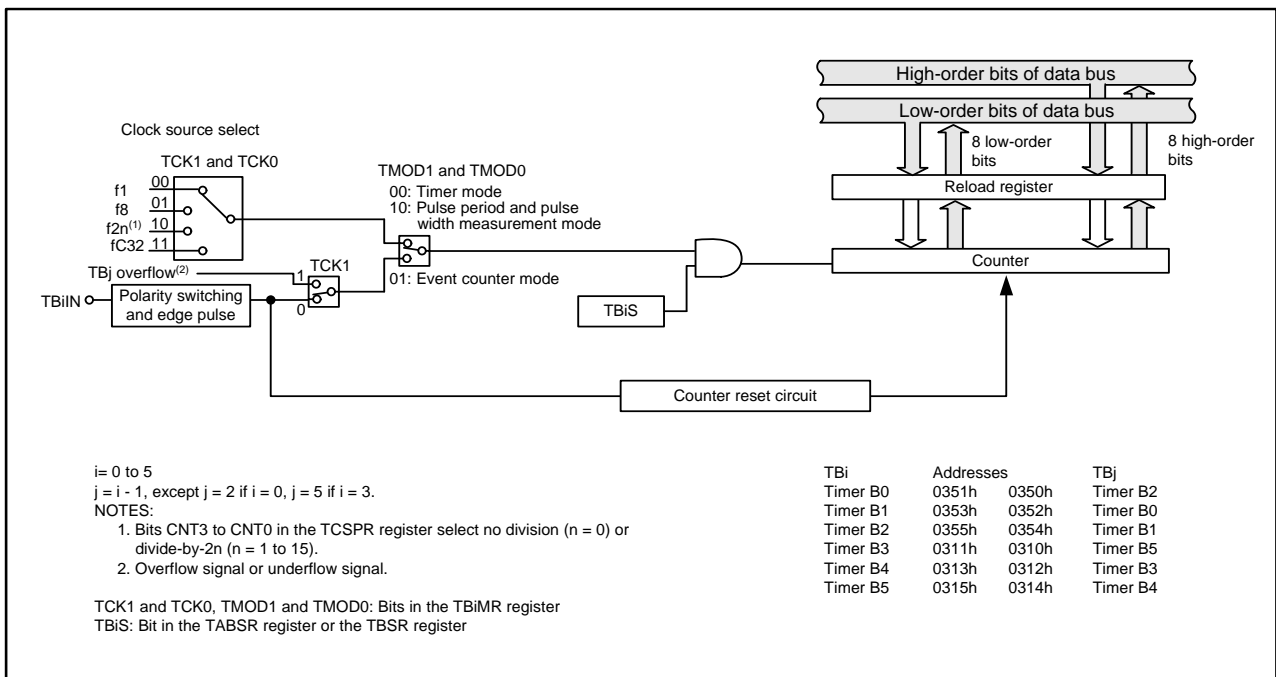 High-order bits of data bus
Low-order bits of data bus
8 low-order
bits
8 high-order
bits
Reload register
Counter
Clock source select
TCK1 and TCK0
f1 00
f8 01
f2n(1) 10
fC32 11
TMOD1 and TMOD0
00: Timer mode
10: Pulse period and pulse
width measurement mode
01: Event counter mode
TBj overflow(2)
1 TCK1
0
TBiIN
Polarity switching
and edge pulse
TBiS
Counter reset circuit
i= 0 to 5
j = i - 1, except j = 2 if i = 0, j = 5 if i = 3.
NOTES:
1. Bits CNT3 to CNT0 in the TCSPR register select no division (n = 0) or
divide-by-2n (n = 1 to 15).
2. Overflow signal or underflow signal.
TCK1 and TCK0, TMOD1 and TMOD0: Bits in the TBiMR register
TBiS: Bit in the TABSR register or the TBSR register
TBi Addresses TBj
Timer B0 0351h 0350h Timer B2
Timer B1 0353h 0352h Timer B0
Timer B2 0355h 0354h Timer B1
Timer B3 0311h 0310h Timer B5
Timer B4 0313h 0312h Timer B3
Timer B5 0315h 0314h Timer B4